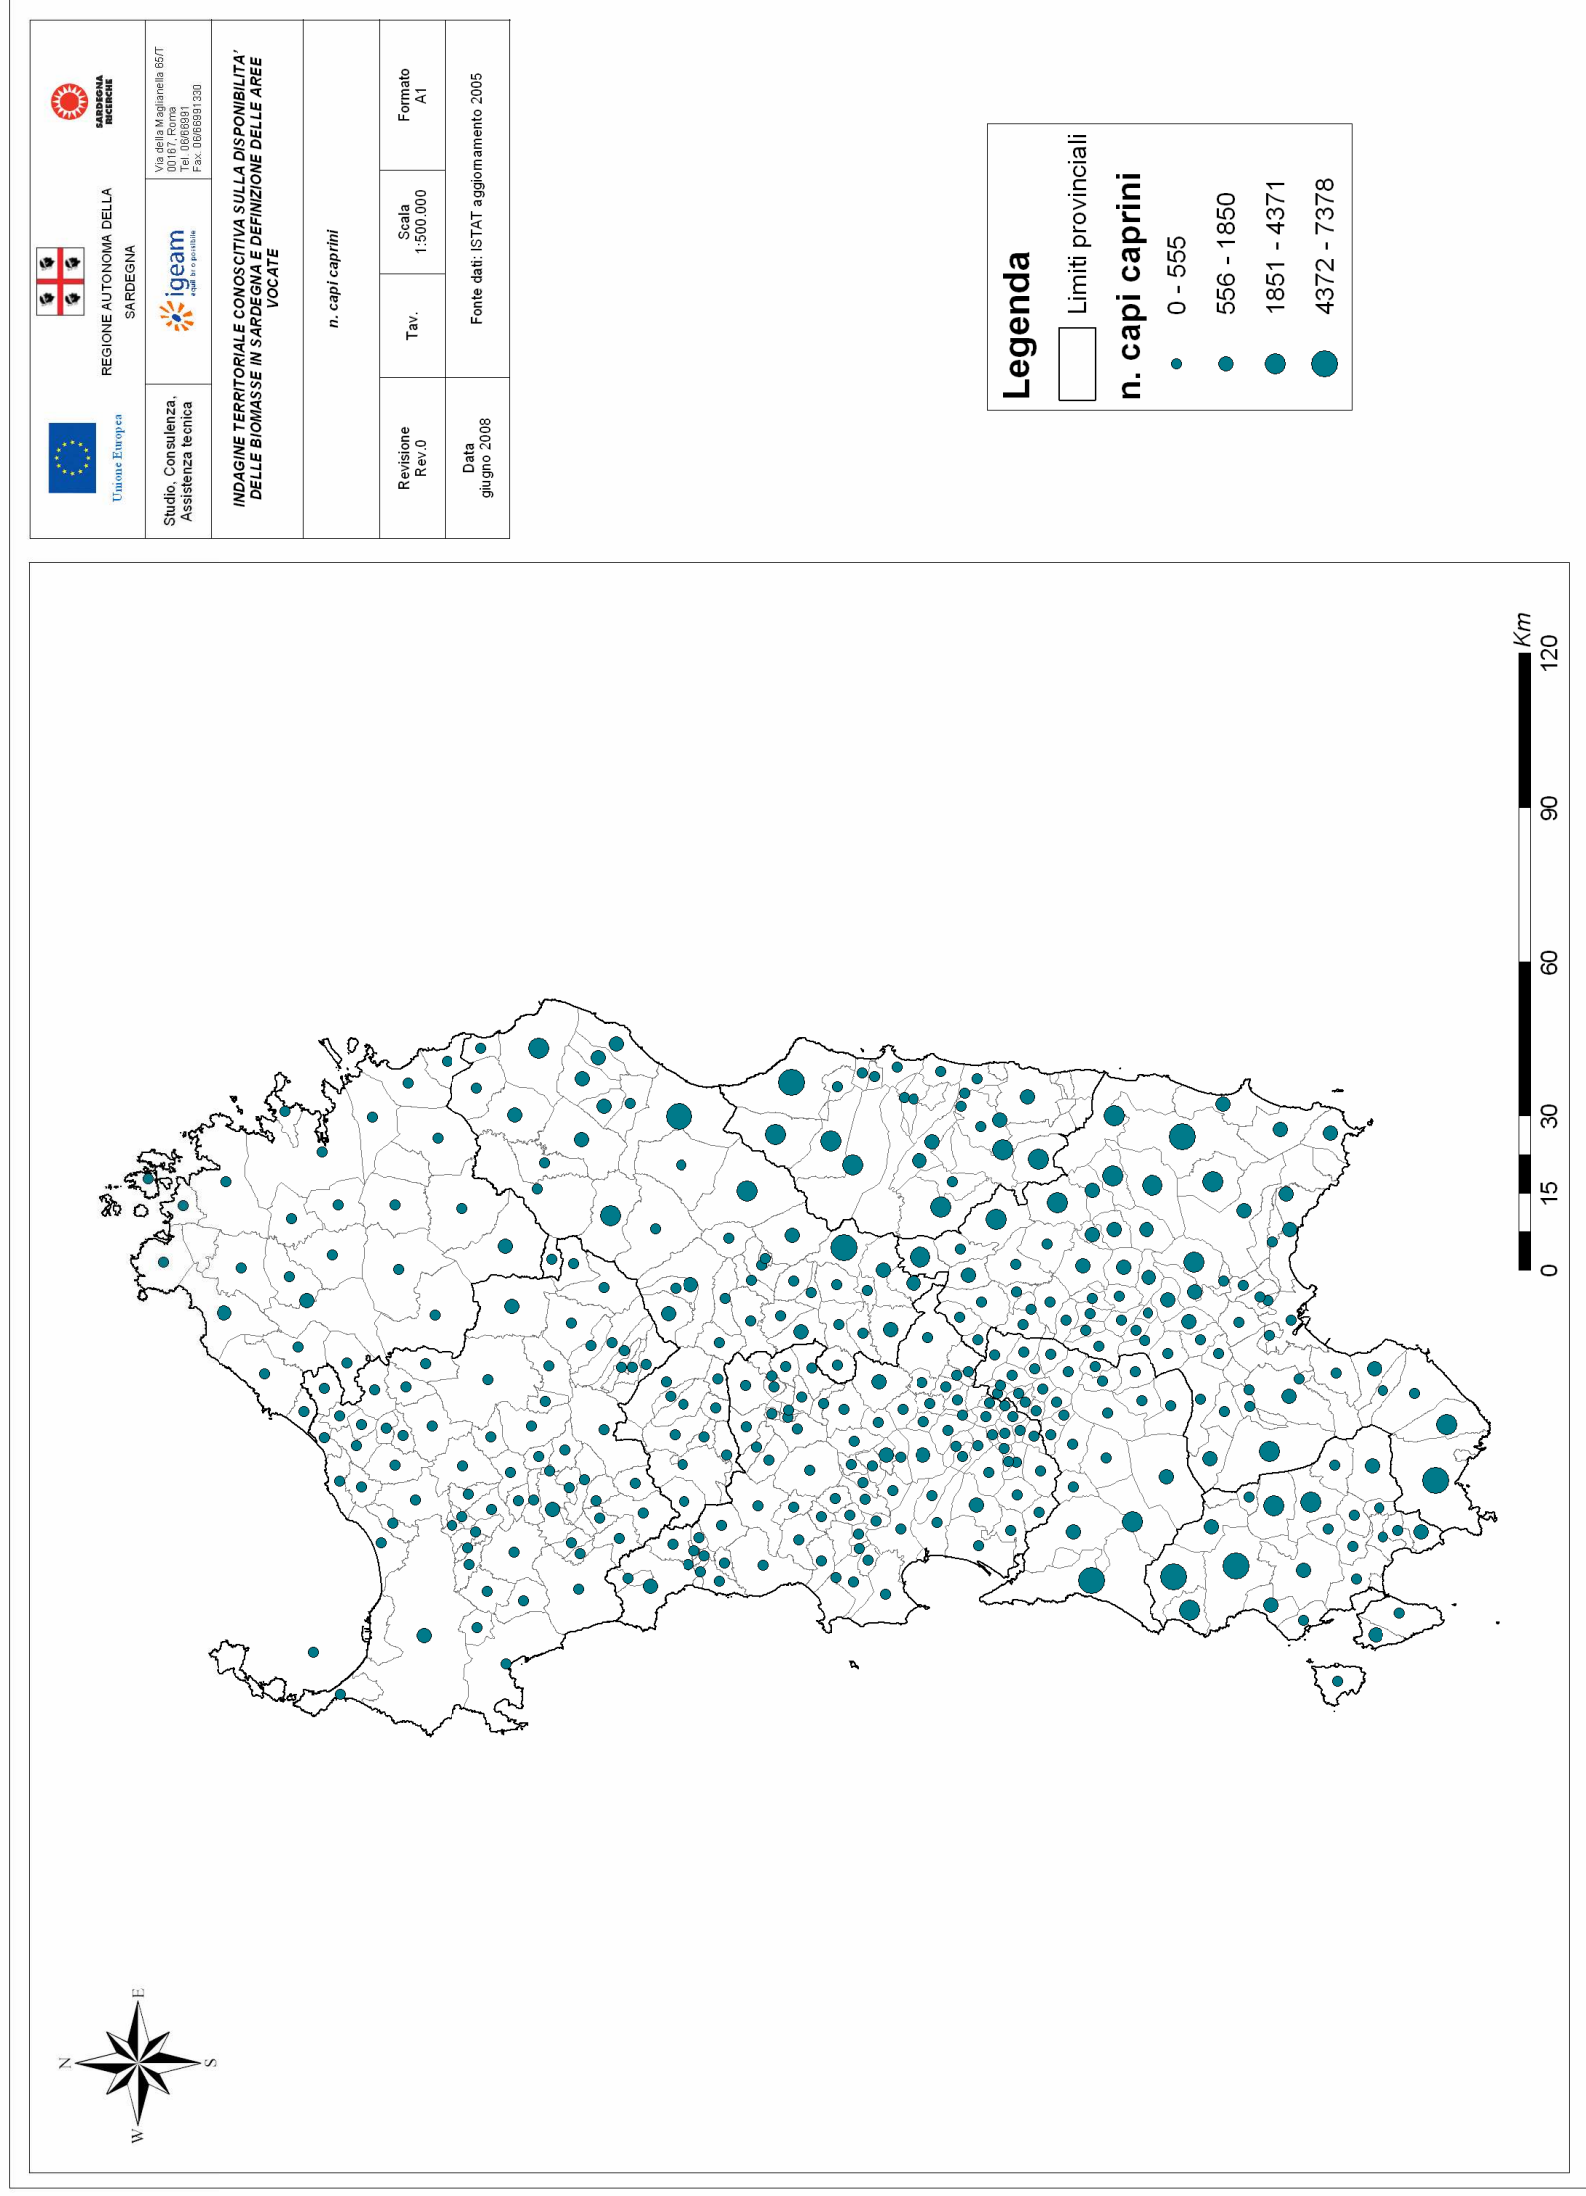 Unione Europea
REGIONE AUTONOMA DELLA
SARDEGNA
SARDEGNA
RICERCHE
Studio, Consulenza,
Assistenza tecnica
igeam
equilibri possibile
Via della Maglianella 65/T
00167, Roma
Tel. 06/66991
Fax. 06/66991330
INDAGINE TERRITORIALE CONOSCITIVA SULLA DISPONIBILITA'
DELLE BIOMASSE IN SARDEGNA E DEFINIZIONE DELLE AREE
VOCATE
n. capi caprini
Revisione
Rev.0
Tav.
Scala
1:500.000
Formato
A1
Data
giugno 2008
Fonte dati: ISTAT aggiornamento 2005
Legenda
Limiti provinciali
n. capi caprini
0 - 555
556 - 1850
1851 - 4371
4372 - 7378
N
W
E
S
Km
0 15 30 60 90 120